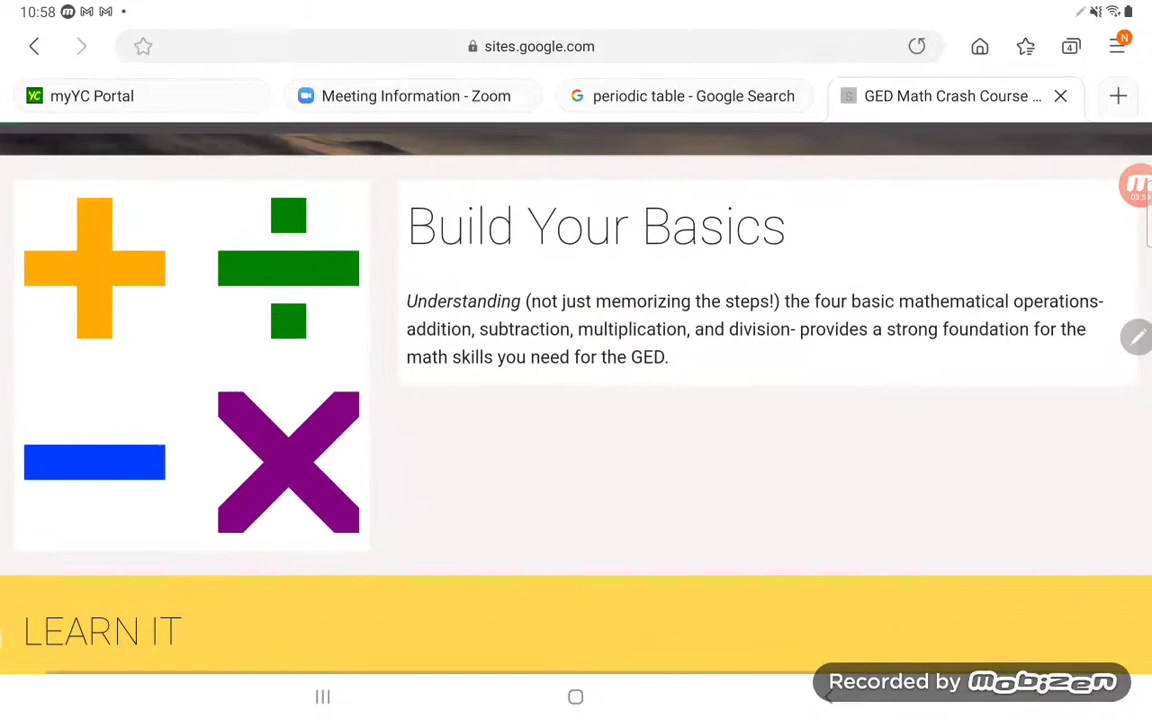 10:58
sites.google.com
4
N
YC myYC Portal
Meeting Information - Zoom
periodic table - Google Search
S GED Math Crash Course ...
Build Your Basics
Understanding (not just memorizing the steps!) the four basic mathematical operations-
addition, subtraction, multiplication, and division- provides a strong foundation for the
math skills you need for the GED.
LEARN IT
Recorded by mobizen